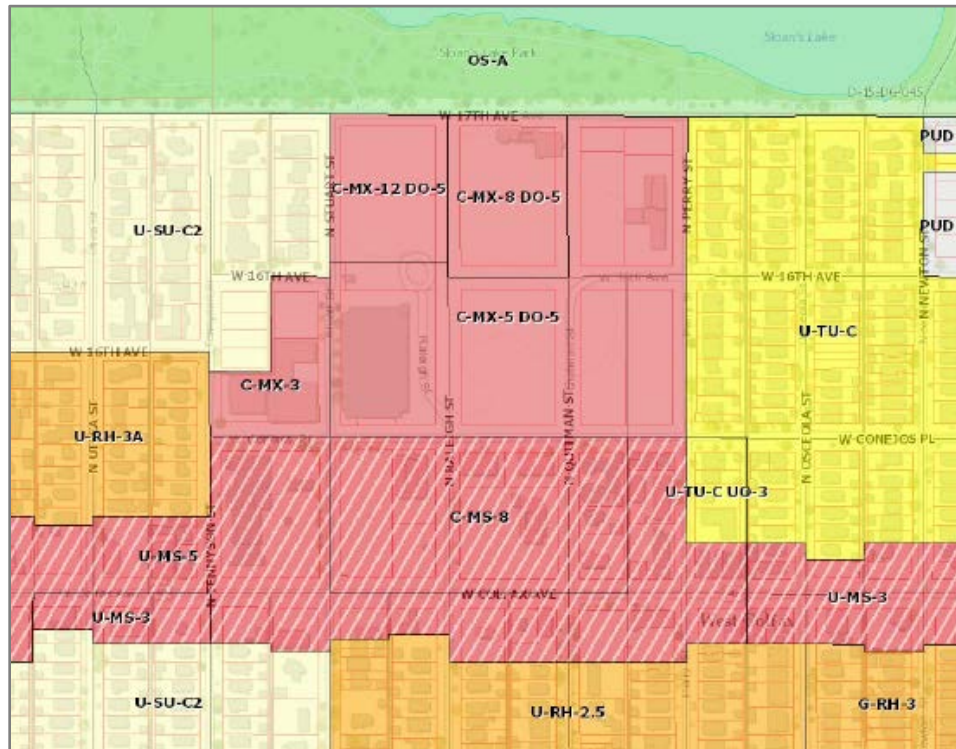 Sloan's Lake
Sloan's Lake Park
OS-A
W 17TH AVE
PUD
N STUART ST
C-MX-12 DO-5
C-MX-8 DO-5
N PERRY ST
U-SU-C2
PUD
N NEWTON ST
W 16TH AVE
W 16TH AVE
C-MX-5 DO-5
U-TU-C
W 16TH AVE
C-MX-3
N UTICA ST
U-RH-3A
N RALEIGH ST
N QUITMAN ST
N OSCEOLA ST
W CONEJOS PL
U-TU-C UO-3
C-MS-8
N TENNYSON ST
U-MS-5
W COLFAX AVE
U-MS-3
U-MS-3
West Colfax
U-SU-C2
U-RH-2.5
G-RH-3